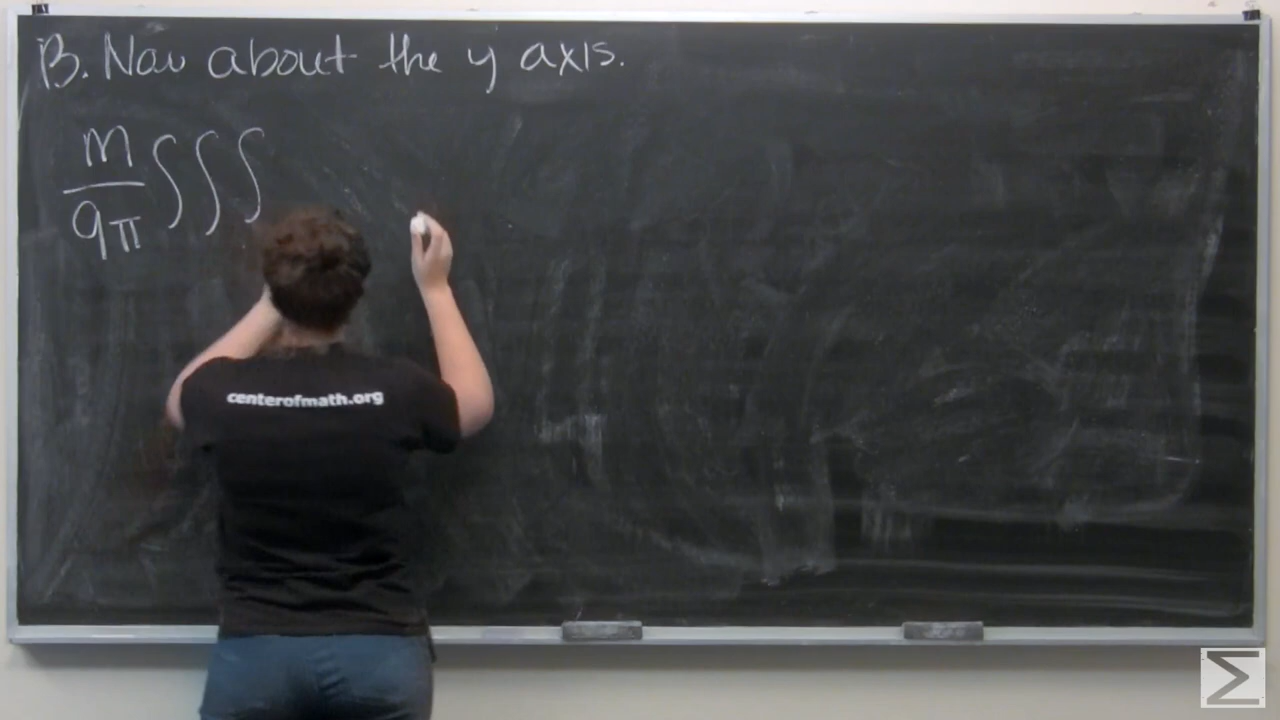 B. Now about the y axis.
m
9π ∫∫∫
centerofmath.org
Σ